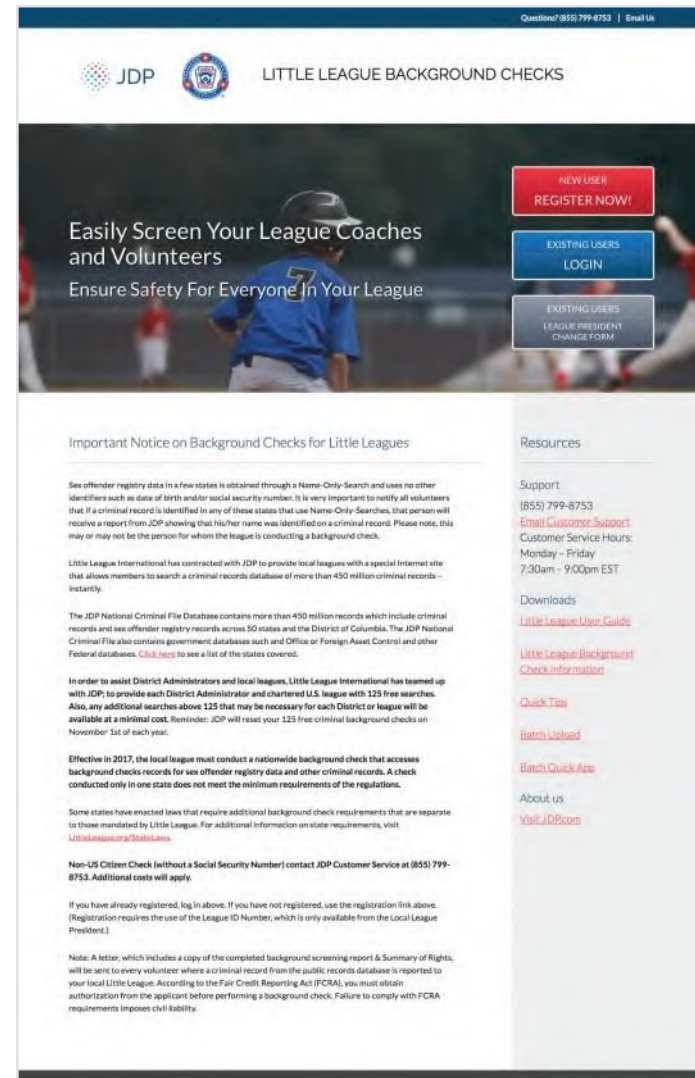 Questions? (855) 799-8753 | Email Us
JDP
LITTLE LEAGUE BACKGROUND CHECKS
Easily Screen Your League Coaches
and Volunteers
Ensure Safety For Everyone In Your League
7
NEW USER
REGISTER NOW!
EXISTING USERS
LOGIN
EXISTING USERS
LEAGUE PRESIDENT
CHANGE FORM
Important Notice on Background Checks for Little Leagues
Sex offender registry data in a few states is obtained through a Name-Only-Search and uses no other
identifiers such as date of birth and/or social security number. It is very important to notify all volunteers
that if a criminal record is identified in any of these states that use Name-Only-Searches, that person will
receive a report from JDP showing that his/her name was identified on a criminal record. Please note, this
may or may not be the person for whom the league is conducting a background check.
Little League International has contracted with JDP to provide local leagues with a special Internet site
that allows members to search a criminal records database of more than 450 million criminal records –
instantly.
The JDP National Criminal File Database contains more than 450 million records which include criminal
records and sex offender registry records across 50 states and the District of Columbia. The JDP National
Criminal File also contains government databases such and Office or Foreign Asset Control and other
Federal databases. Click here to see a list of the states covered.
In order to assist District Administrators and local leagues, Little League International has teamed up
with JDP; to provide each District Administrator and chartered U.S. league with 125 free searches.
Also, any additional searches above 125 that may be necessary for each District or league will be
available at a minimal cost. Reminder: JDP will reset your 125 free criminal background checks on
November 1st of each year.
Effective in 2017, the local league must conduct a nationwide background check that accesses
background checks records for sex offender registry data and other criminal records. A check
conducted only in one state does not meet the minimum requirements of the regulations.
Some states have enacted laws that require additional background check requirements that are separate
to those mandated by Little League. For additional information on state requirements, visit
LittleLeague.org/StateLaws.
Non-US Citizen Check (without a Social Security Number) contact JDP Customer Service at (855) 799-
8753. Additional costs will apply.
If you have already registered, log in above. If you have not registered, use the registration link above.
(Registration requires the use of the League ID Number, which is only available from the Local League
President.)
Note: A letter, which includes a copy of the completed background screening report & Summary of Rights,
will be sent to every volunteer where a criminal record from the public records database is reported to
your local Little League. According to the Fair Credit Reporting Act (FCRA), you must obtain
authorization from the applicant before performing a background check. Failure to comply with FCRA
requirements imposes civil liability.
Resources
Support
(855) 799-8753
Email Customer Support
Customer Service Hours:
Monday – Friday
7:30am – 9:00pm EST
Downloads
Little League User Guide
Little League Background
Check Information
Quick Tips
Batch Upload
Batch Quick App
About us
Visit JDP.com